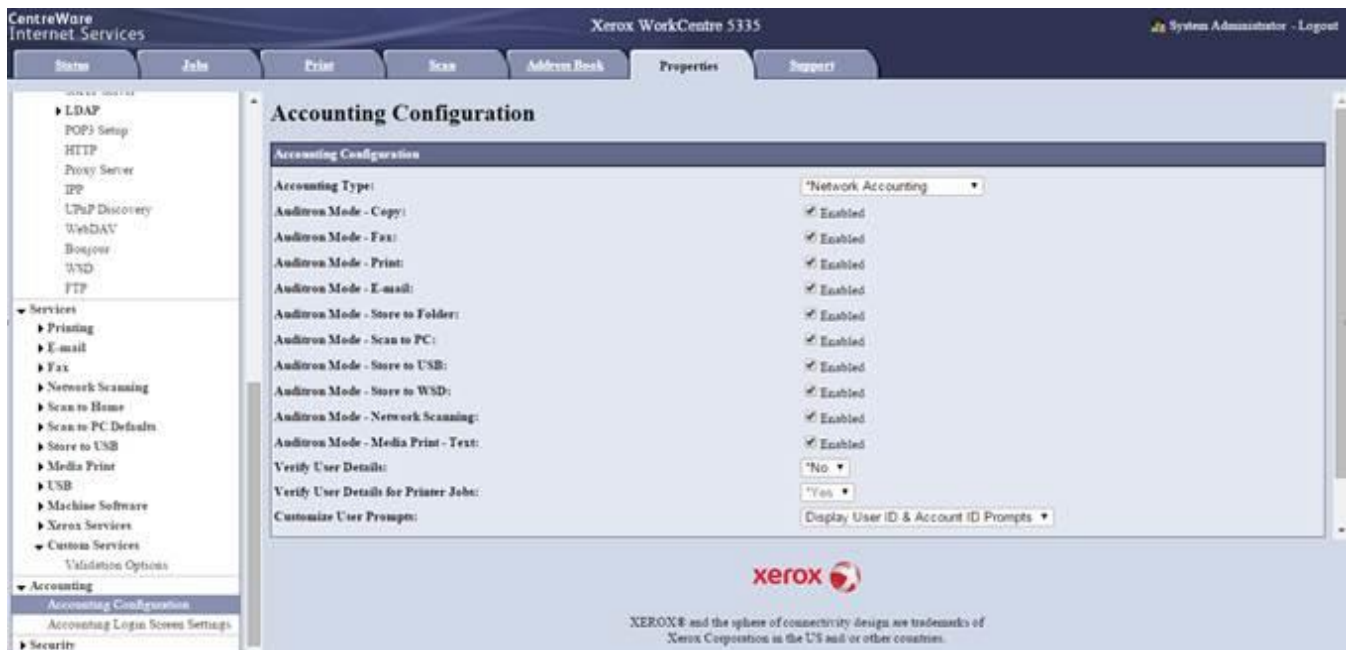 CentreWare
Internet Services
Xerox WorkCentre 5335
System Administrator - Logout
Status
Jobs
Print
Scan
Address Book
Properties
Support
LDAP
POP3 Setup
HTTP
Proxy Server
IPP
UPnP Discovery
WebDAV
Bonjour
WSD
FTP
Services
Printing
E-mail
Fax
Network Scanning
Scan to Home
Scan to PC Defaults
Store to USB
Media Print
USB
Machine Software
Xerox Services
Custom Services
Validation Options
Accounting
Accounting Configuration
Accounting Login Screen Settings
Security
Accounting Configuration
Accounting Configuration
Accounting Type: *Network Accounting
Auditron Mode - Copy: Enabled
Auditron Mode - Fax: Enabled
Auditron Mode - Print: Enabled
Auditron Mode - E-mail: Enabled
Auditron Mode - Store to Folder: Enabled
Auditron Mode - Scan to PC: Enabled
Auditron Mode - Store to USB: Enabled
Auditron Mode - Store to WSD: Enabled
Auditron Mode - Network Scanning: Enabled
Auditron Mode - Media Print - Text: Enabled
Verify User Details: *No
Verify User Details for Printer Jobs: *Yes
Customize User Prompts: Display User ID & Account ID Prompts
xerox
XEROX® and the sphere of connectivity design are trademarks of
Xerox Corporation in the US and/or other countries.